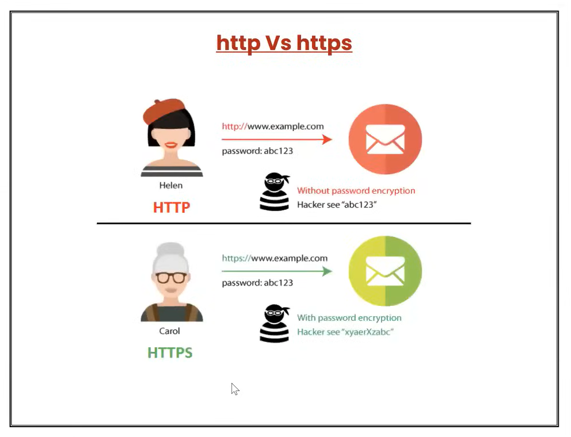 http Vs https
http://www.example.com
password: abc123
Helen
HTTP
Without password encryption
Hacker see “abc123”
https://www.example.com
password: abc123
Carol
HTTPS
With password encryption
Hacker see “xyaerXzabc”